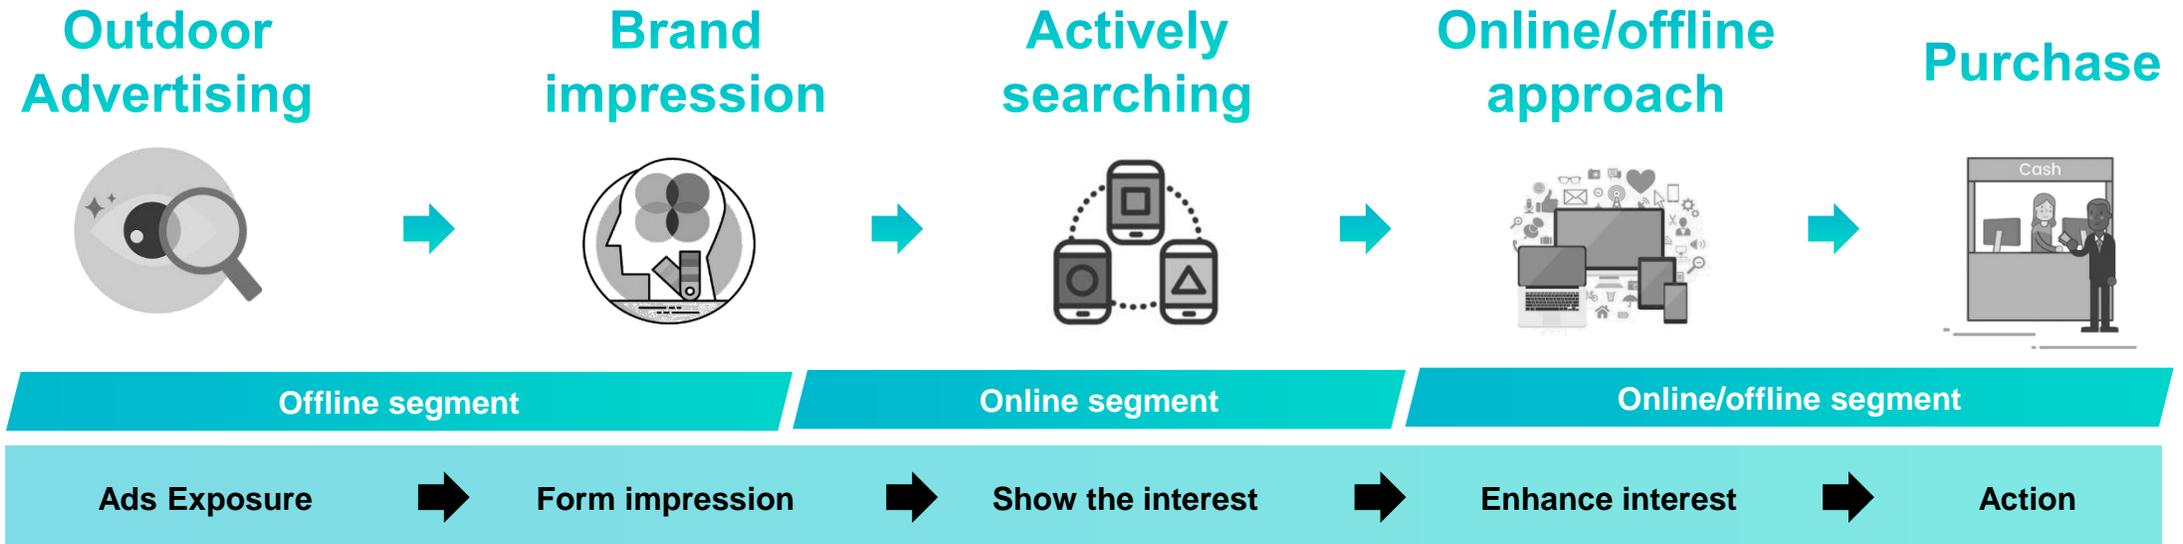 Outdoor
Advertising
Brand
impression
Actively
searching
Online/offline
approach
Purchase
Cash
Offline segment
Online segment
Online/offline segment
Ads Exposure
Form impression
Show the interest
Enhance interest
Action